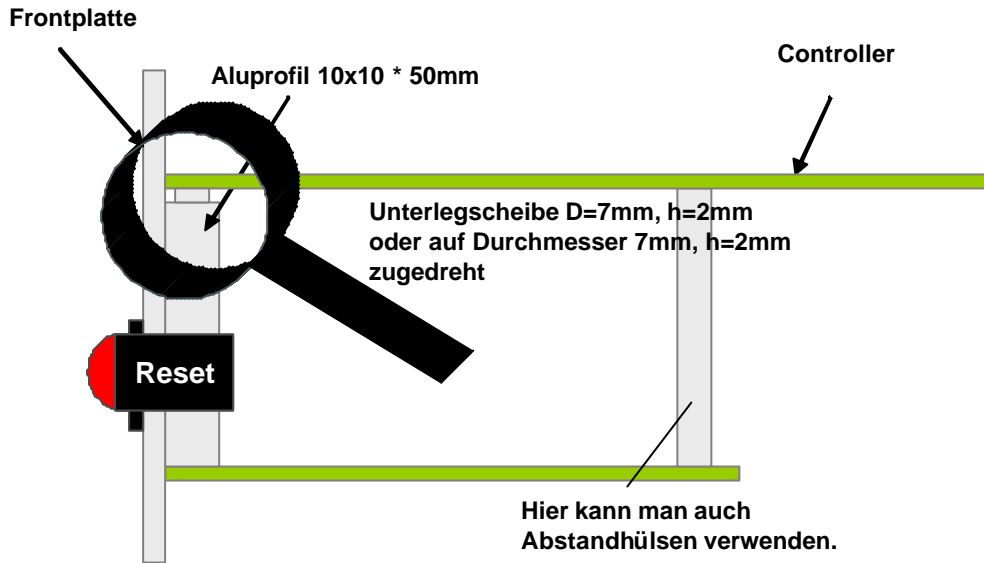 Frontplatte
Aluprofil 10x10 * 50mm
Controller
Unterlegscheibe D=7mm, h=2mm
oder auf Durchmesser 7mm, h=2mm
zugedreht
Reset
Hier kann man auch
Abstandhülsen verwenden.